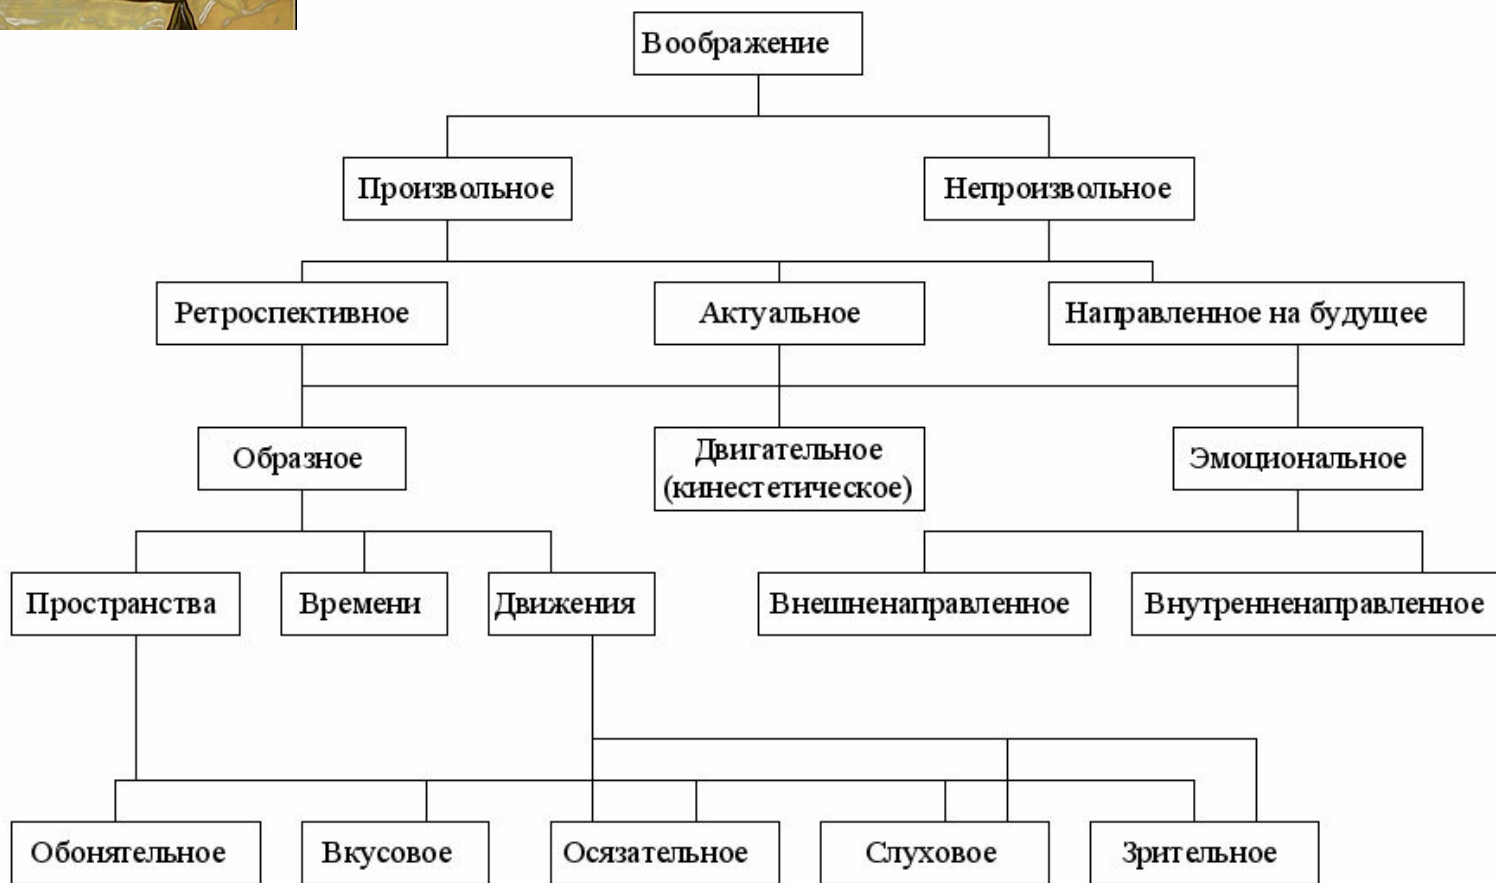 Воображение
Произвольное
Непроизвольное
Ретроспективное
Актуальное
Направленное на будущее
Образное
Двигательное
(кинестетическое)
Эмоциональное
Пространства
Времени
Движения
Внешненаправленное
Внутренненаправленное
Обонятельное
Вкусовое
Осязательное
Слуховое
Зрительное